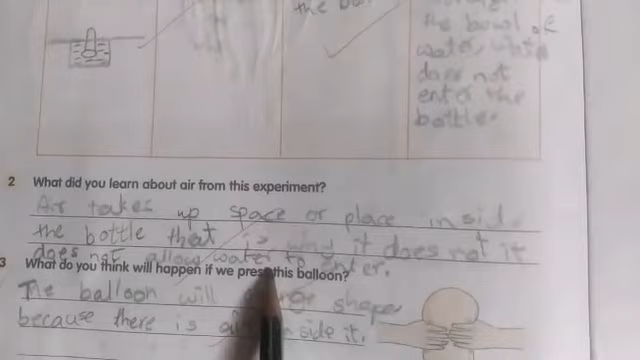 the
the bowl of
water, water
does not
enter the
bottle.
2 What did you learn about air from this experiment?
Air takes up space or place inside
the bottle that is why it does not it
does not allow water to enter.
3 What do you think will happen if we press this balloon?
The balloon will change shape
because there is air inside it.